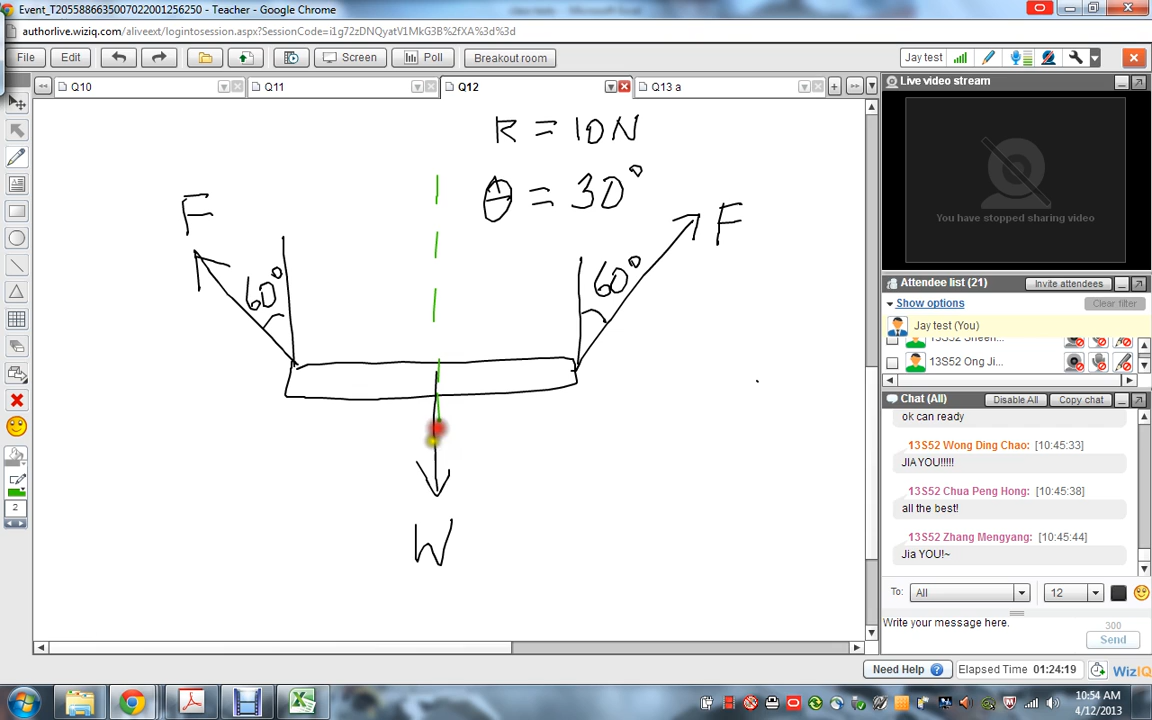 Event_T2055886635007022001256250 - Teacher - Google Chrome
authorlive.wiziq.com/aliveext/logintosession.aspx?SessionCode=i1g72zDNQyatV1MkG3B%2fXA%3d%3d
File Edit Screen Poll Breakout room Jay test
Q10 Q11 Q12 Q13 a
R = 10N
θ = 30°
F
F
60°
60°
W
Live video stream
You have stopped sharing video
Attendee list (21) Invite attendees
Show options Clear filter
Jay test (You)
13S52 Sheen...
13S52 Ong Ji...
Chat (All) Disable All Copy chat
ok can ready
13S52 Wong Ding Chao: [10:45:33]
JIA YOU!!!!!
13S52 Chua Peng Hong: [10:45:38]
all the best!
13S52 Zhang Mengyang: [10:45:44]
Jia YOU!~
To: All 12
Write your message here.
300
Send
Need Help ? Elapsed Time 01:24:19 WizIQ
2
10:54 AM
4/12/2013